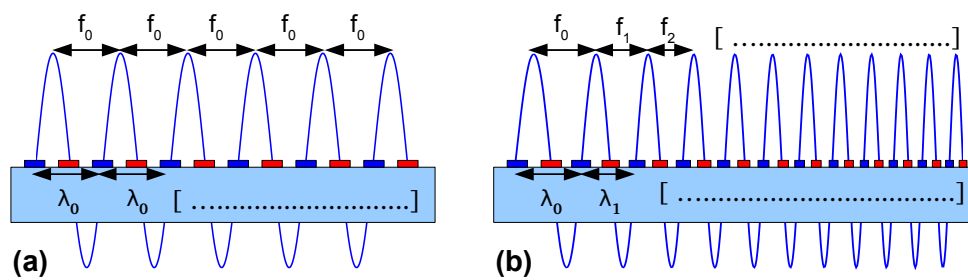 f₀ f₀ f₀ f₀ f₀
λ₀ λ₀ [ ............................ ]
(a)
f₀ f₁ f₂ [ ............................ ]
λ₀ λ₁ [ .................................... ]
(b)